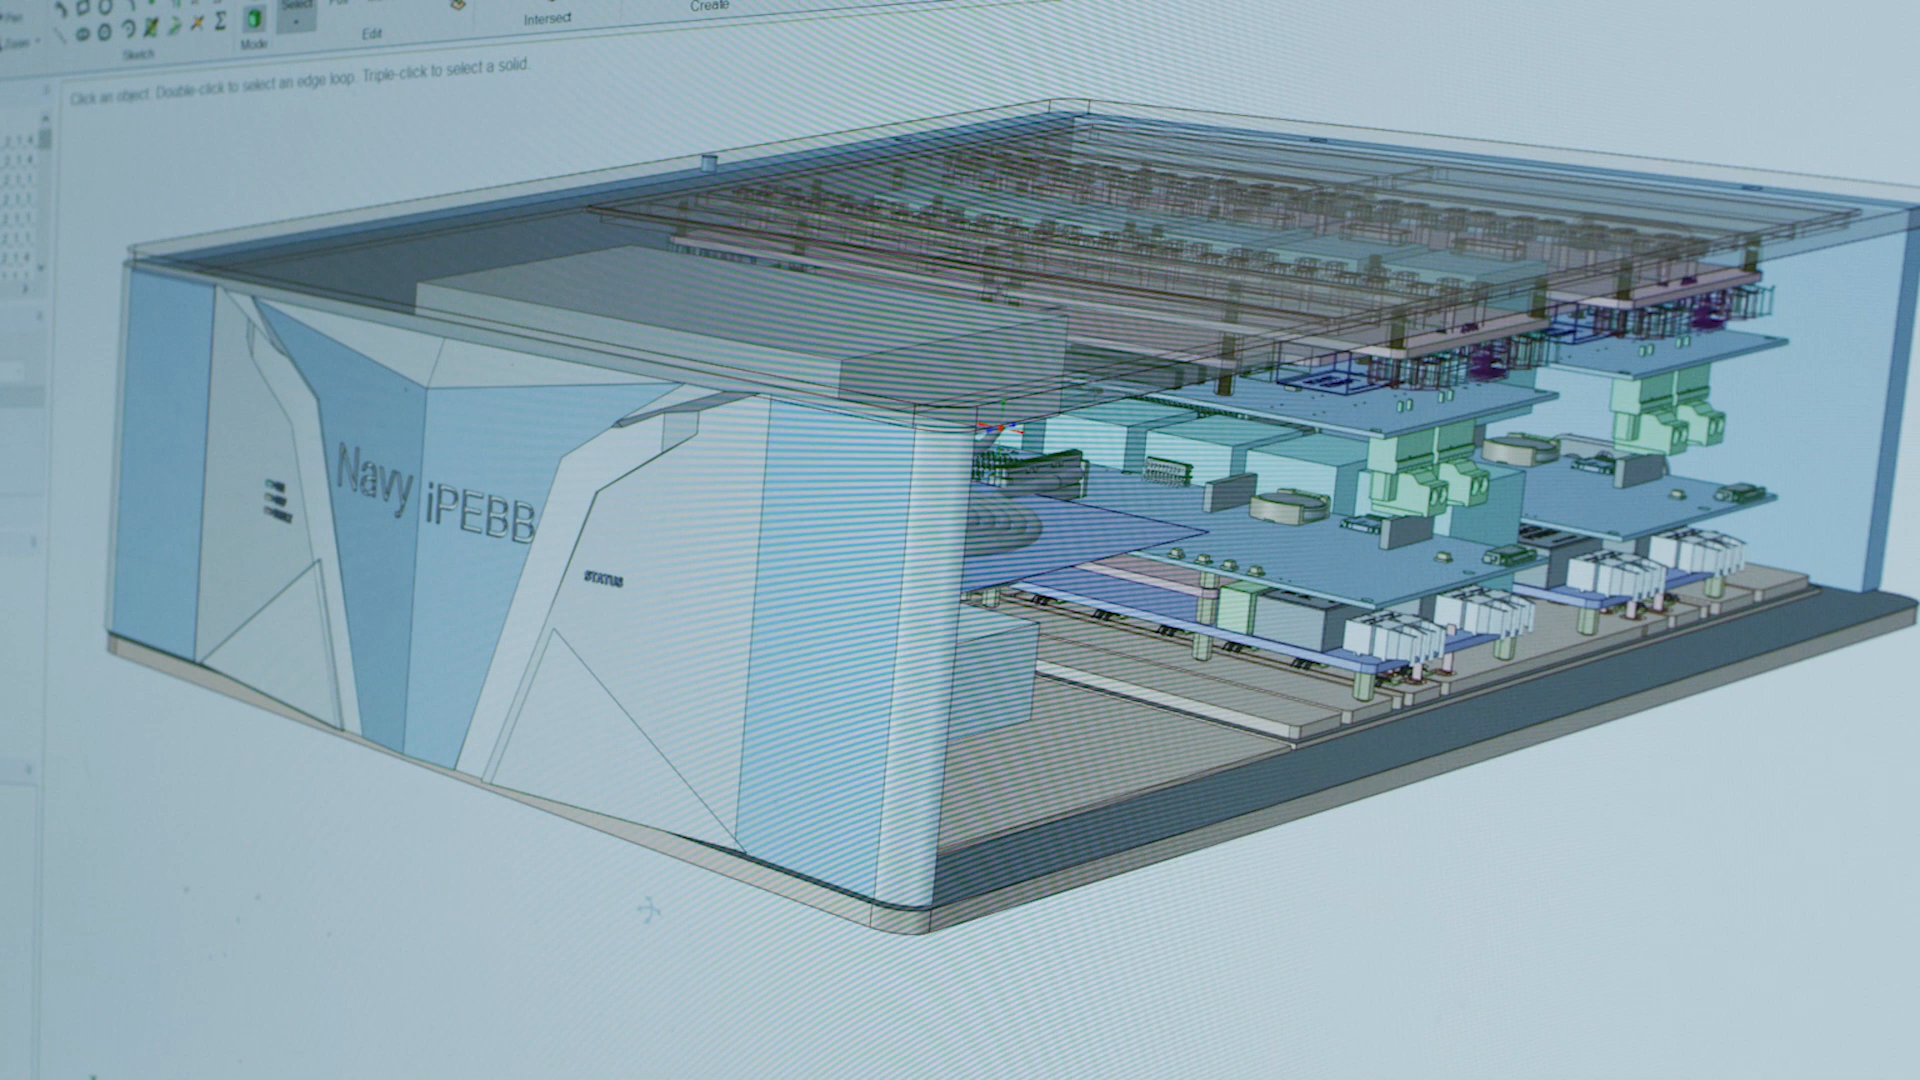 Select
Sketch
Mode
Edit
Intersect
Create
Click an object. Double-click to select an edge loop. Triple-click to select a solid.
Navy iPEBB
STATUS